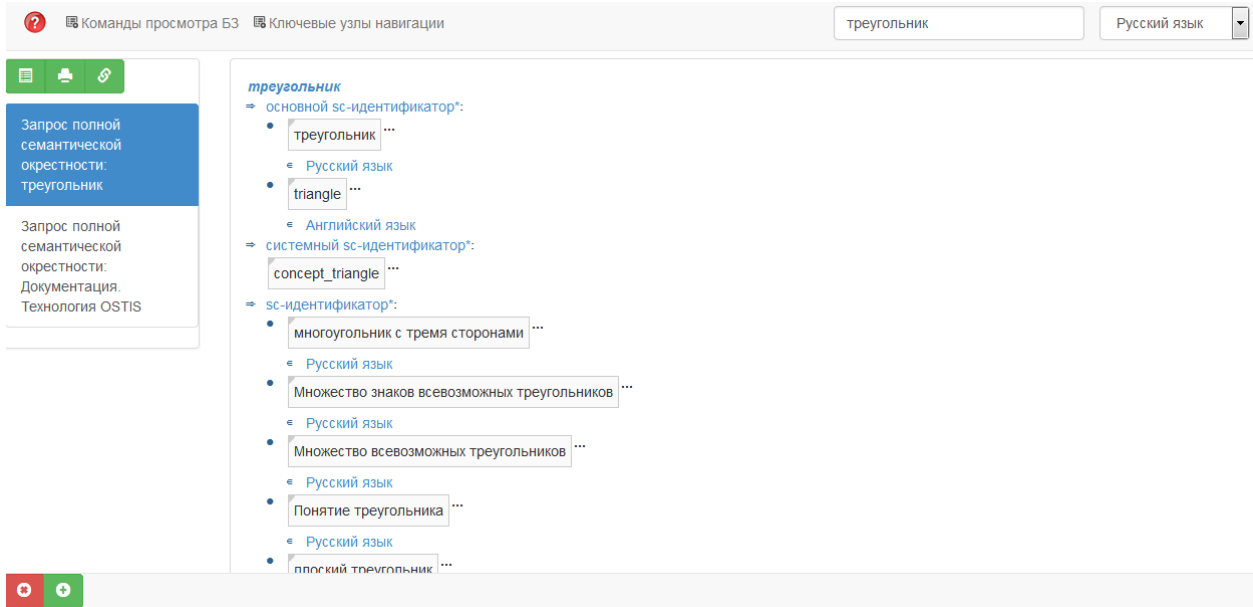 Команды просмотра БЗ Ключевые узлы навигации треугольник Русский язык
Запрос полной
семантической
окрестности:
треугольник
Запрос полной
семантической
окрестности:
Документация.
Технология OSTIS
треугольник
⇒ основной sc-идентификатор*:
• треугольник ...
∈ Русский язык
• triangle ...
∈ Английский язык
⇒ системный sc-идентификатор*:
concept_triangle ...
⇒ sc-идентификатор*:
• многоугольник с тремя сторонами ...
∈ Русский язык
• Множество знаков всевозможных треугольников ...
∈ Русский язык
• Множество всевозможных треугольников ...
∈ Русский язык
• Понятие треугольника ...
∈ Русский язык
• плоский треугольник ...